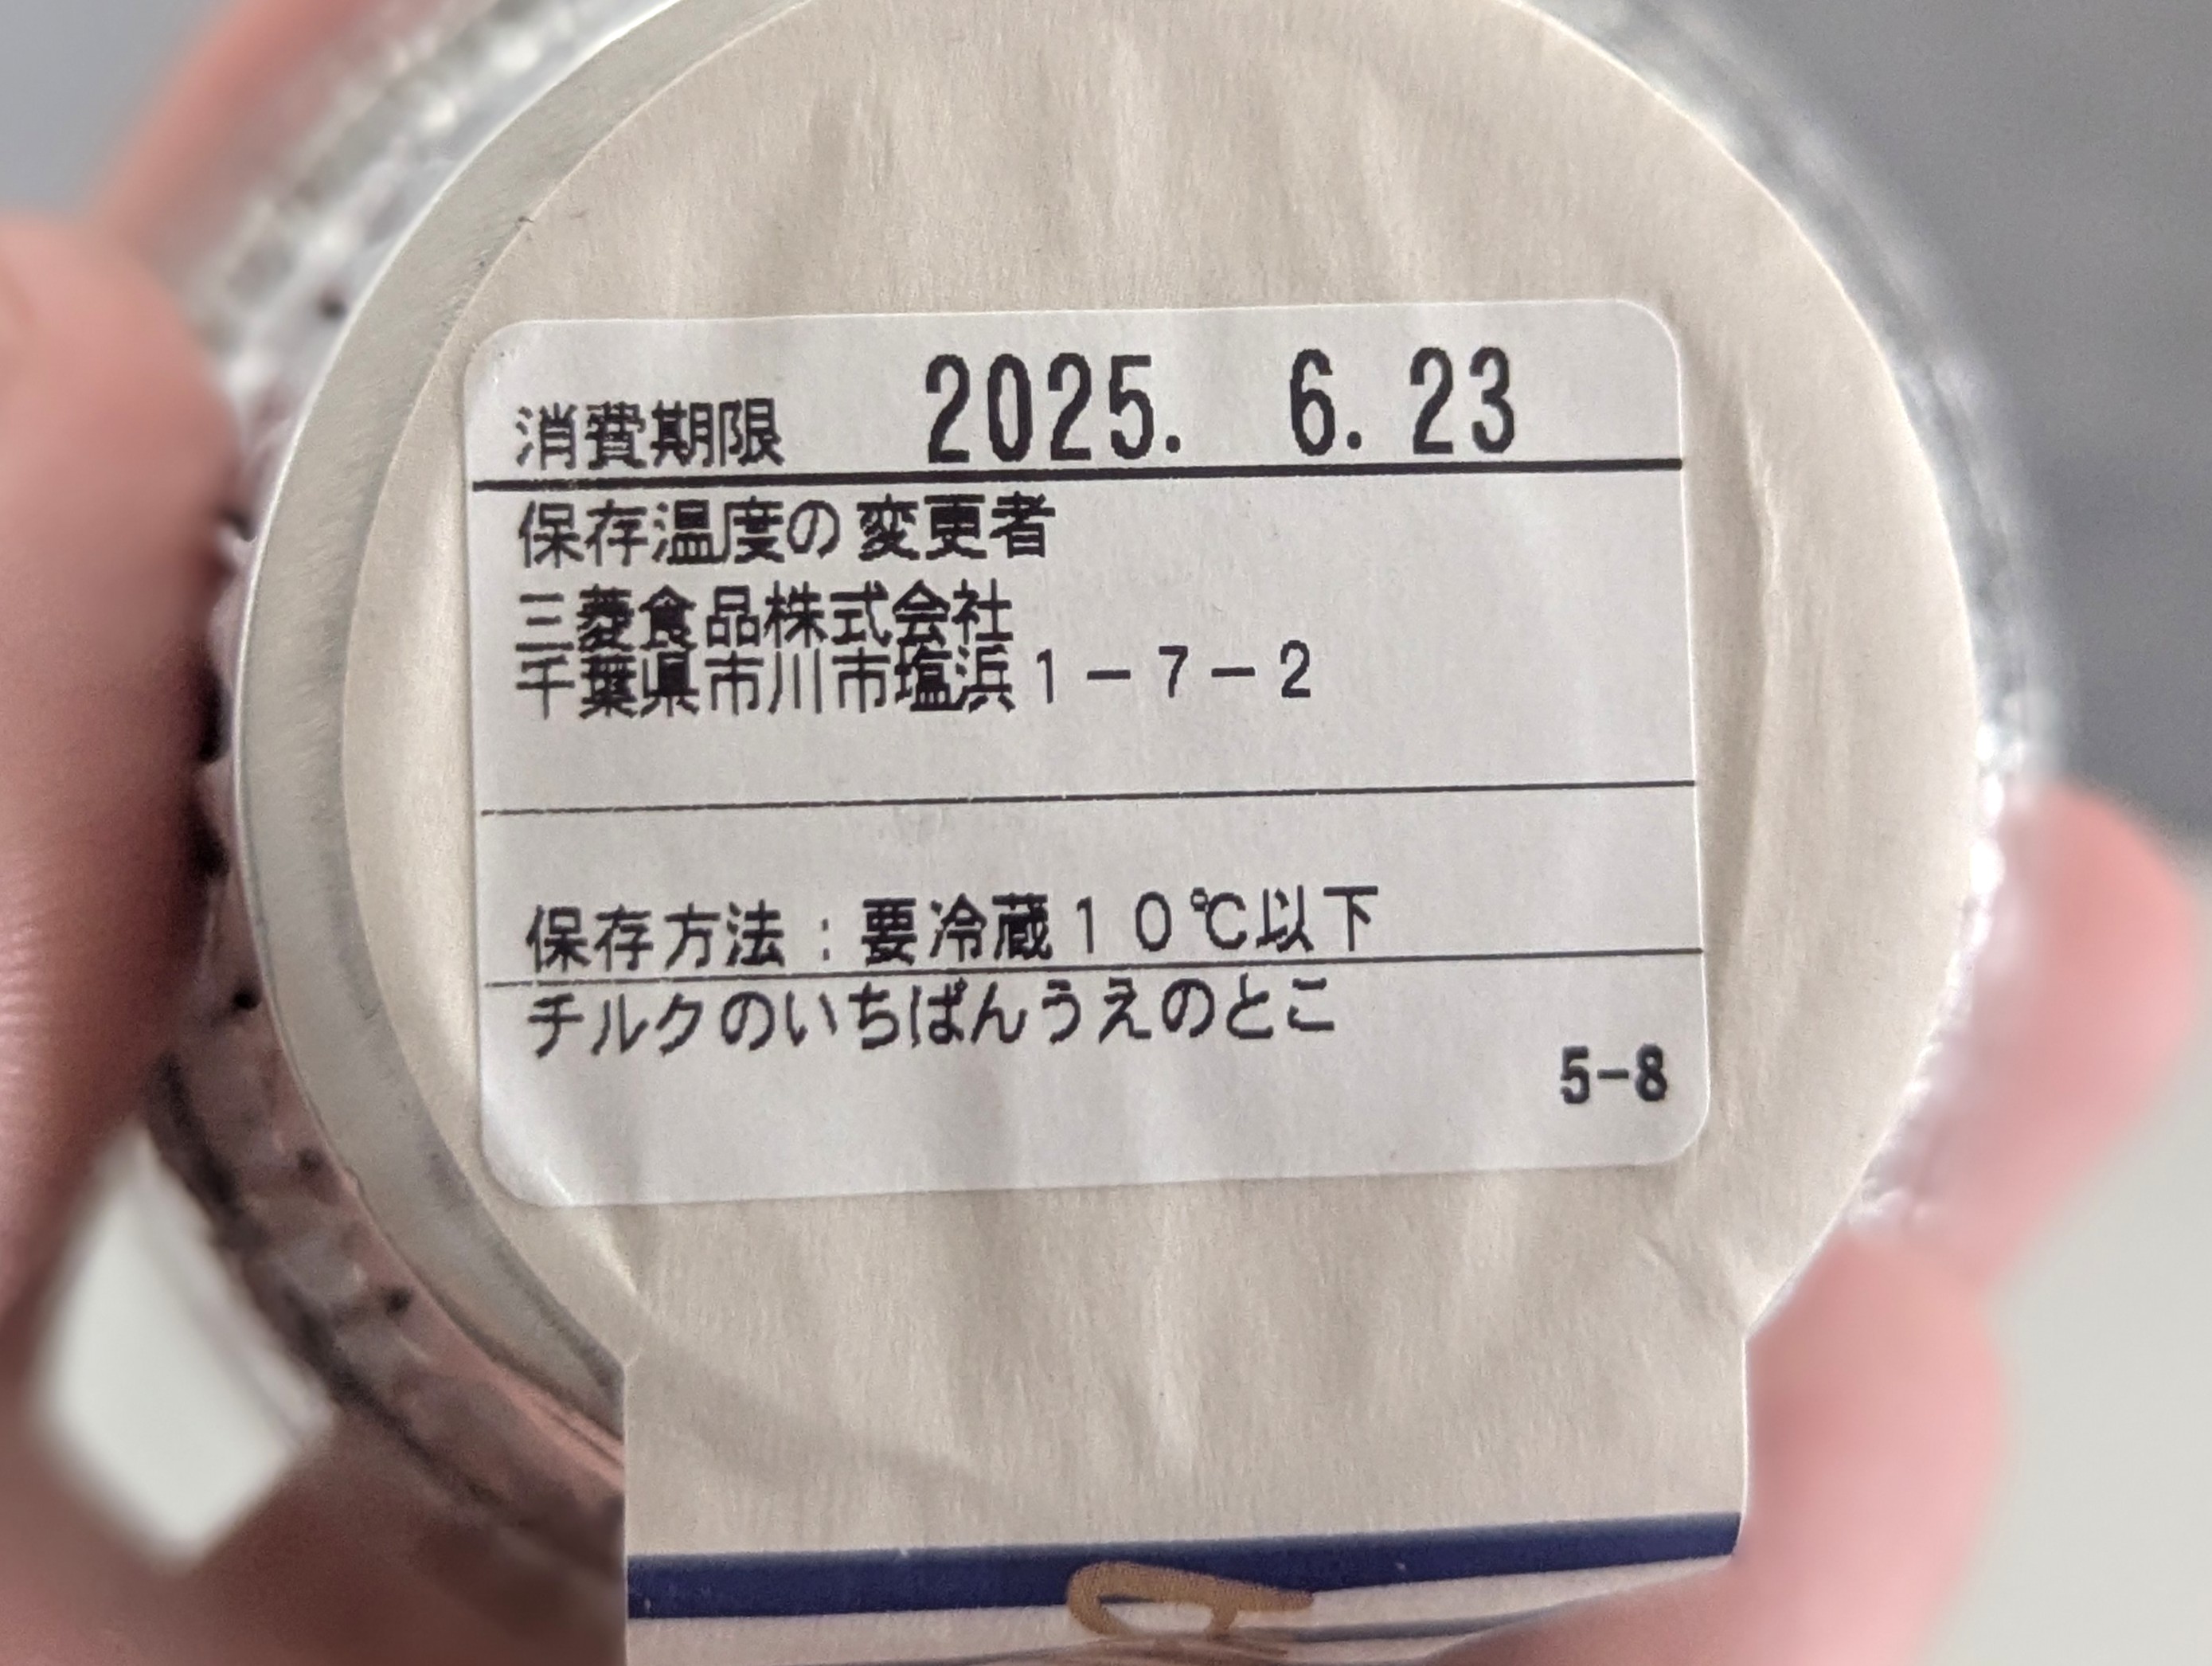 消費期限 2025. 6. 23
保存温度の変更者
三菱食品株式会社
千葉県市川市塩浜1-7-2
保存方法:要冷蔵10℃以下
チルクのいちばんうえのとこ
5-8